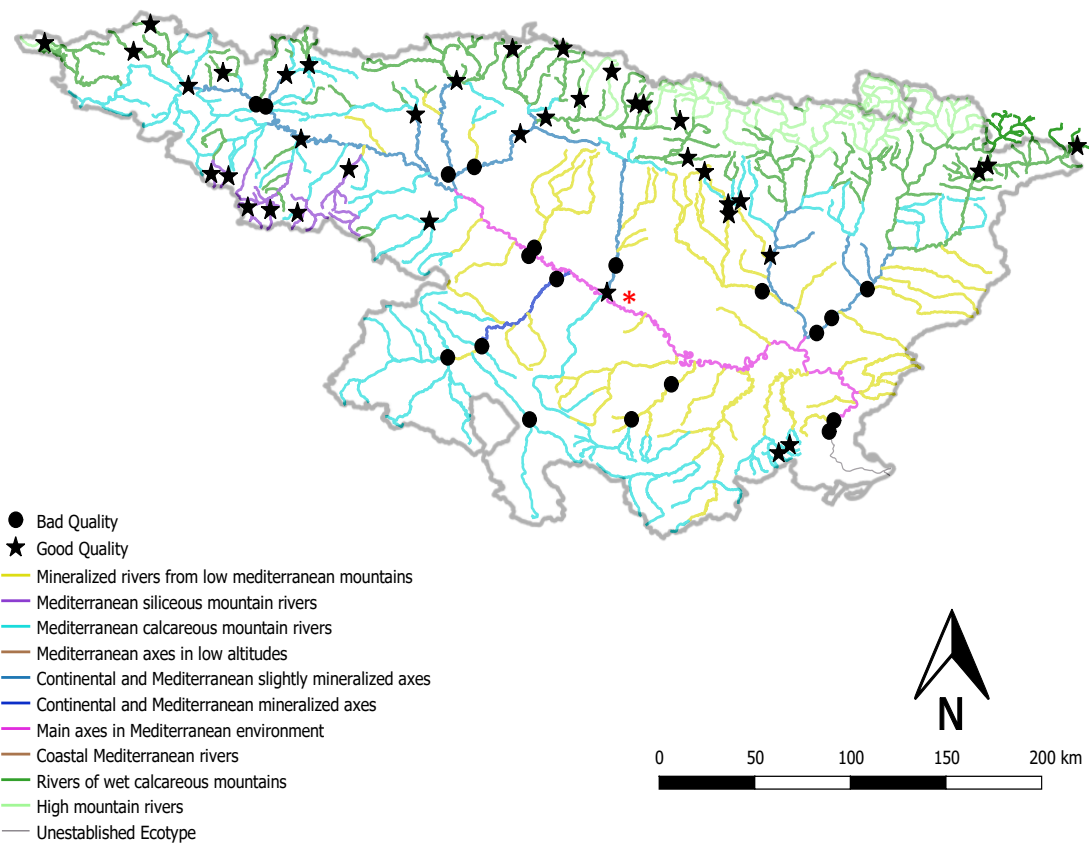 *
Bad Quality
Good Quality
Mineralized rivers from low mediterranean mountains
Mediterranean siliceous mountain rivers
Mediterranean calcareous mountain rivers
Mediterranean axes in low altitudes
Continental and Mediterranean slightly mineralized axes
Continental and Mediterranean mineralized axes
Main axes in Mediterranean environment
Coastal Mediterranean rivers
Rivers of wet calcareous mountains
High mountain rivers
Unestablished Ecotype
N
0 50 100 150 200 km